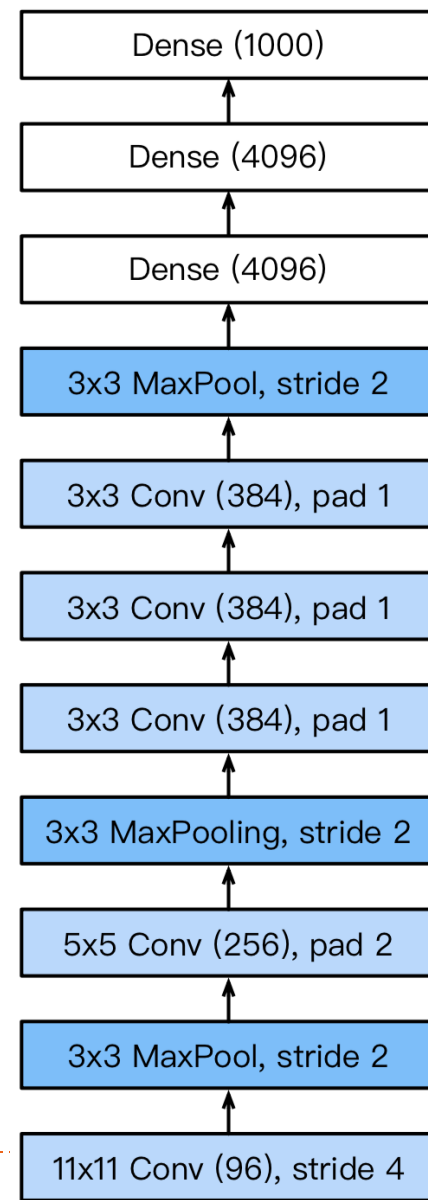 Dense (1000)
Dense (4096)
Dense (4096)
3x3 MaxPool, stride 2
3x3 Conv (384), pad 1
3x3 Conv (384), pad 1
3x3 Conv (384), pad 1
3x3 MaxPooling, stride 2
5x5 Conv (256), pad 2
3x3 MaxPool, stride 2
11x11 Conv (96), stride 4